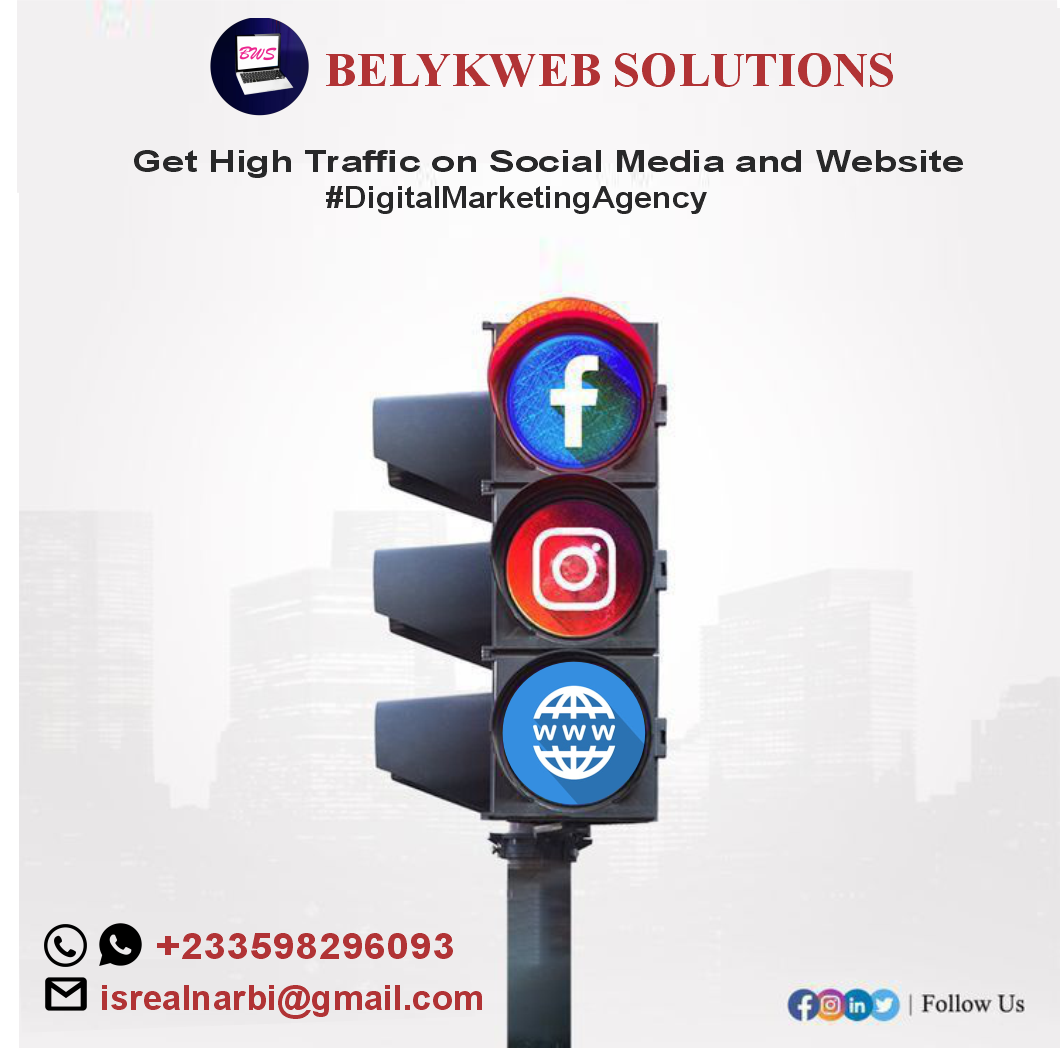 BWS
BELYKWEB SOLUTIONS
Get High Traffic on Social Media and Website
#DigitalMarketingAgency
f
WWW
+233598296093
isrealnarbi@gmail.com
f in | Follow Us